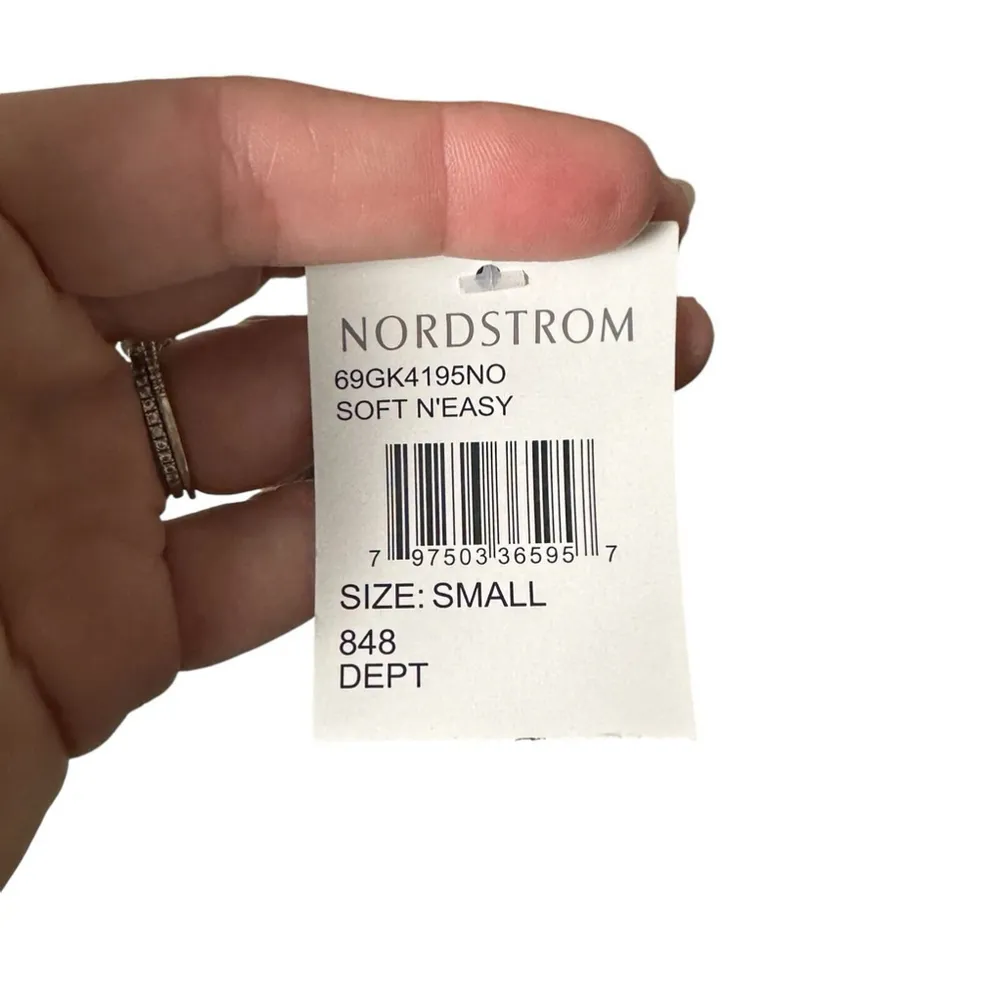 NORDSTROM
69GK4195NO
SOFT N'EASY
7 97503 36595 7
SIZE: SMALL
848
DEPT